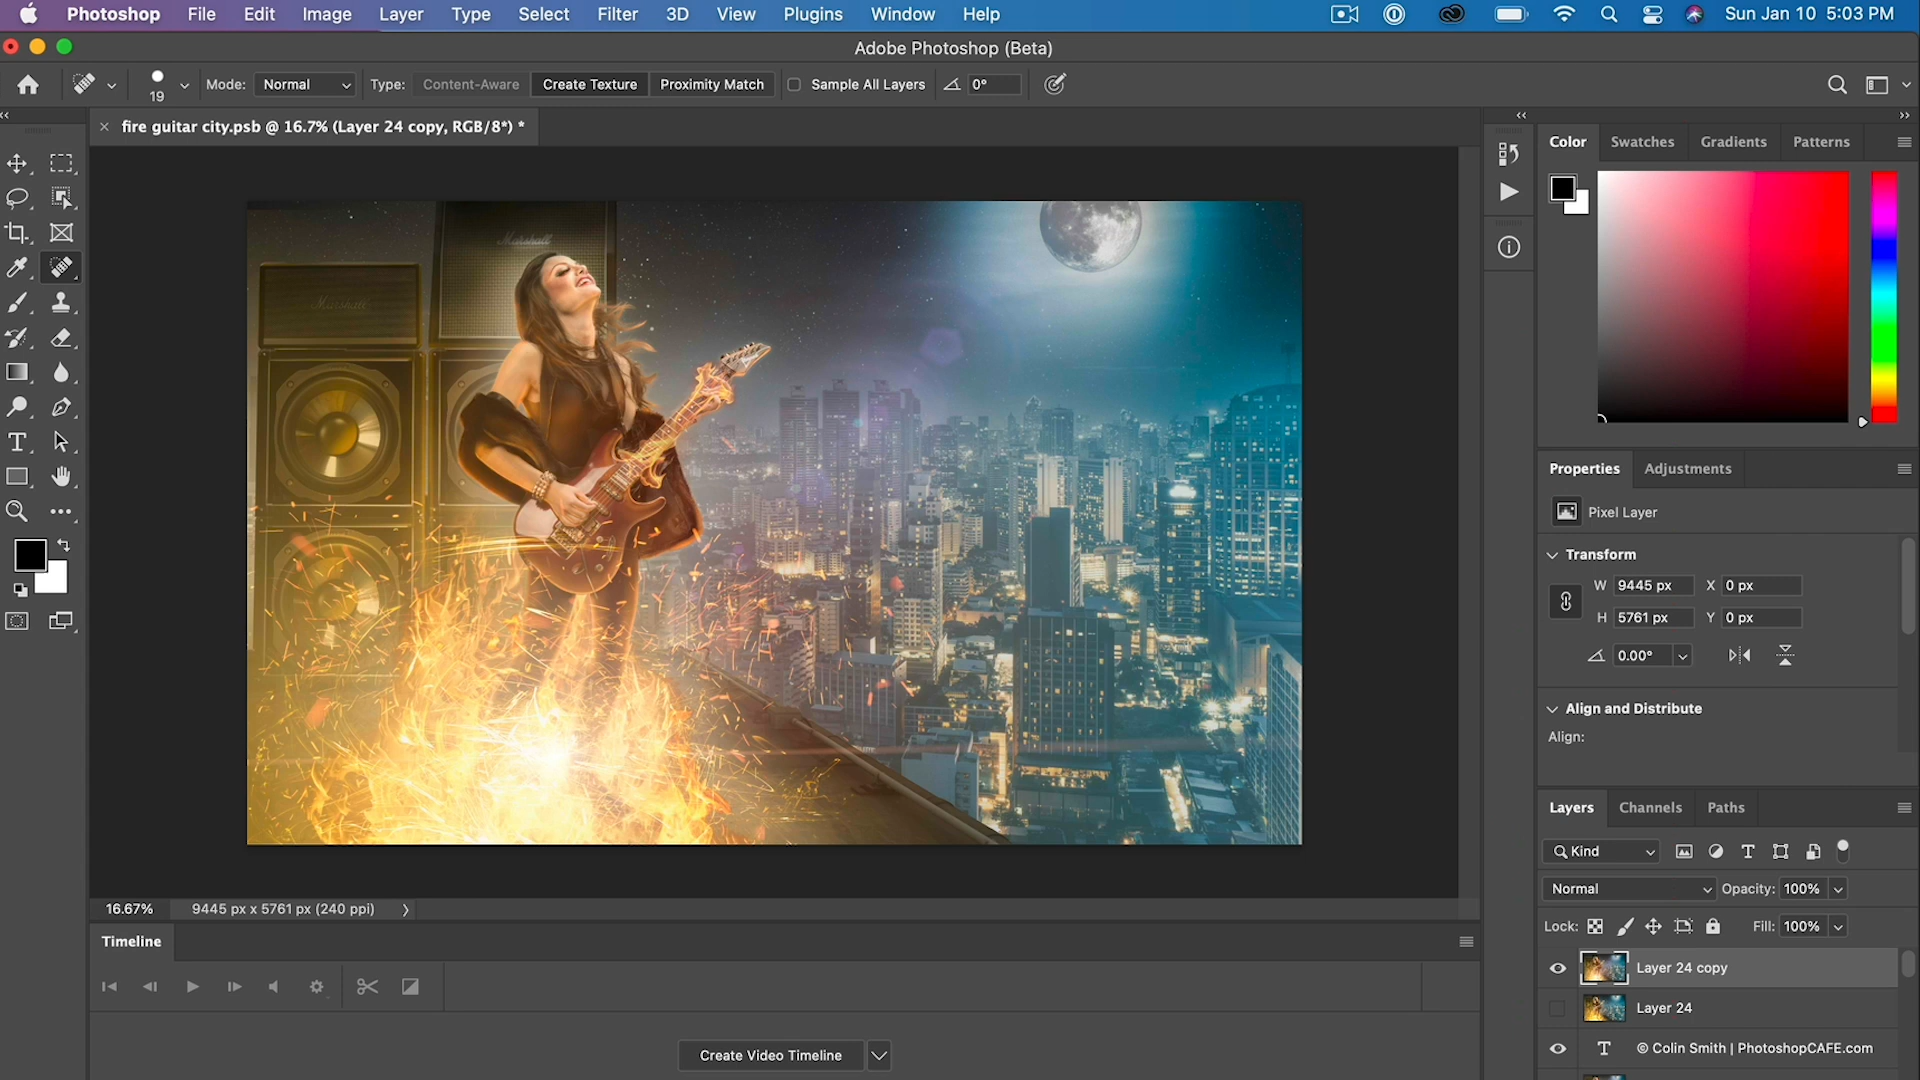 Photoshop File Edit Image Layer Type Select Filter 3D View Plugins Window Help Sun Jan 10 5:03 PM
Adobe Photoshop (Beta)
19 Mode: Normal Type: Content-Aware Create Texture Proximity Match Sample All Layers 0°
× fire guitar city.psb @ 16.7% (Layer 24 copy, RGB/8*) *
Color Swatches Gradients Patterns
Marshall
Marshall
Properties Adjustments
Pixel Layer
Transform
W 9445 px X 0 px
H 5761 px Y 0 px
0.00°
Align and Distribute
Align:
Layers Channels Paths
Kind
Normal Opacity: 100%
Lock: Fill: 100%
Layer 24 copy
Layer 24
T © Colin Smith | PhotoshopCAFE.com
16.67% 9445 px x 5761 px (240 ppi)
Timeline
Create Video Timeline